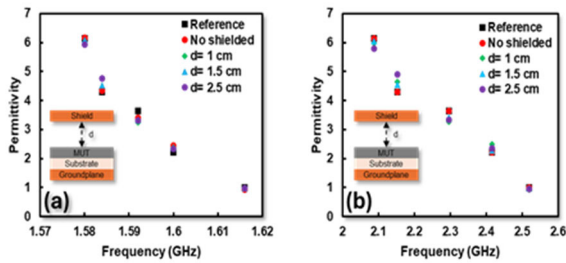 7
6
5
4
3
2
1
0
Permittivity
Reference
No shielded
d= 1 cm
d= 1.5 cm
d= 2.5 cm
Shield
d
MUT
Substrate
Groundplane
(a)
1.57 1.58 1.59 1.6 1.61 1.62
Frequency (GHz)
7
6
5
4
3
2
1
0
Permittivity
Reference
No shielded
d= 1 cm
d= 1.5 cm
d= 2.5 cm
Shield
d
MUT
Substrate
Groundplane
(b)
2 2.1 2.2 2.3 2.4 2.5 2.6
Frequency (GHz)